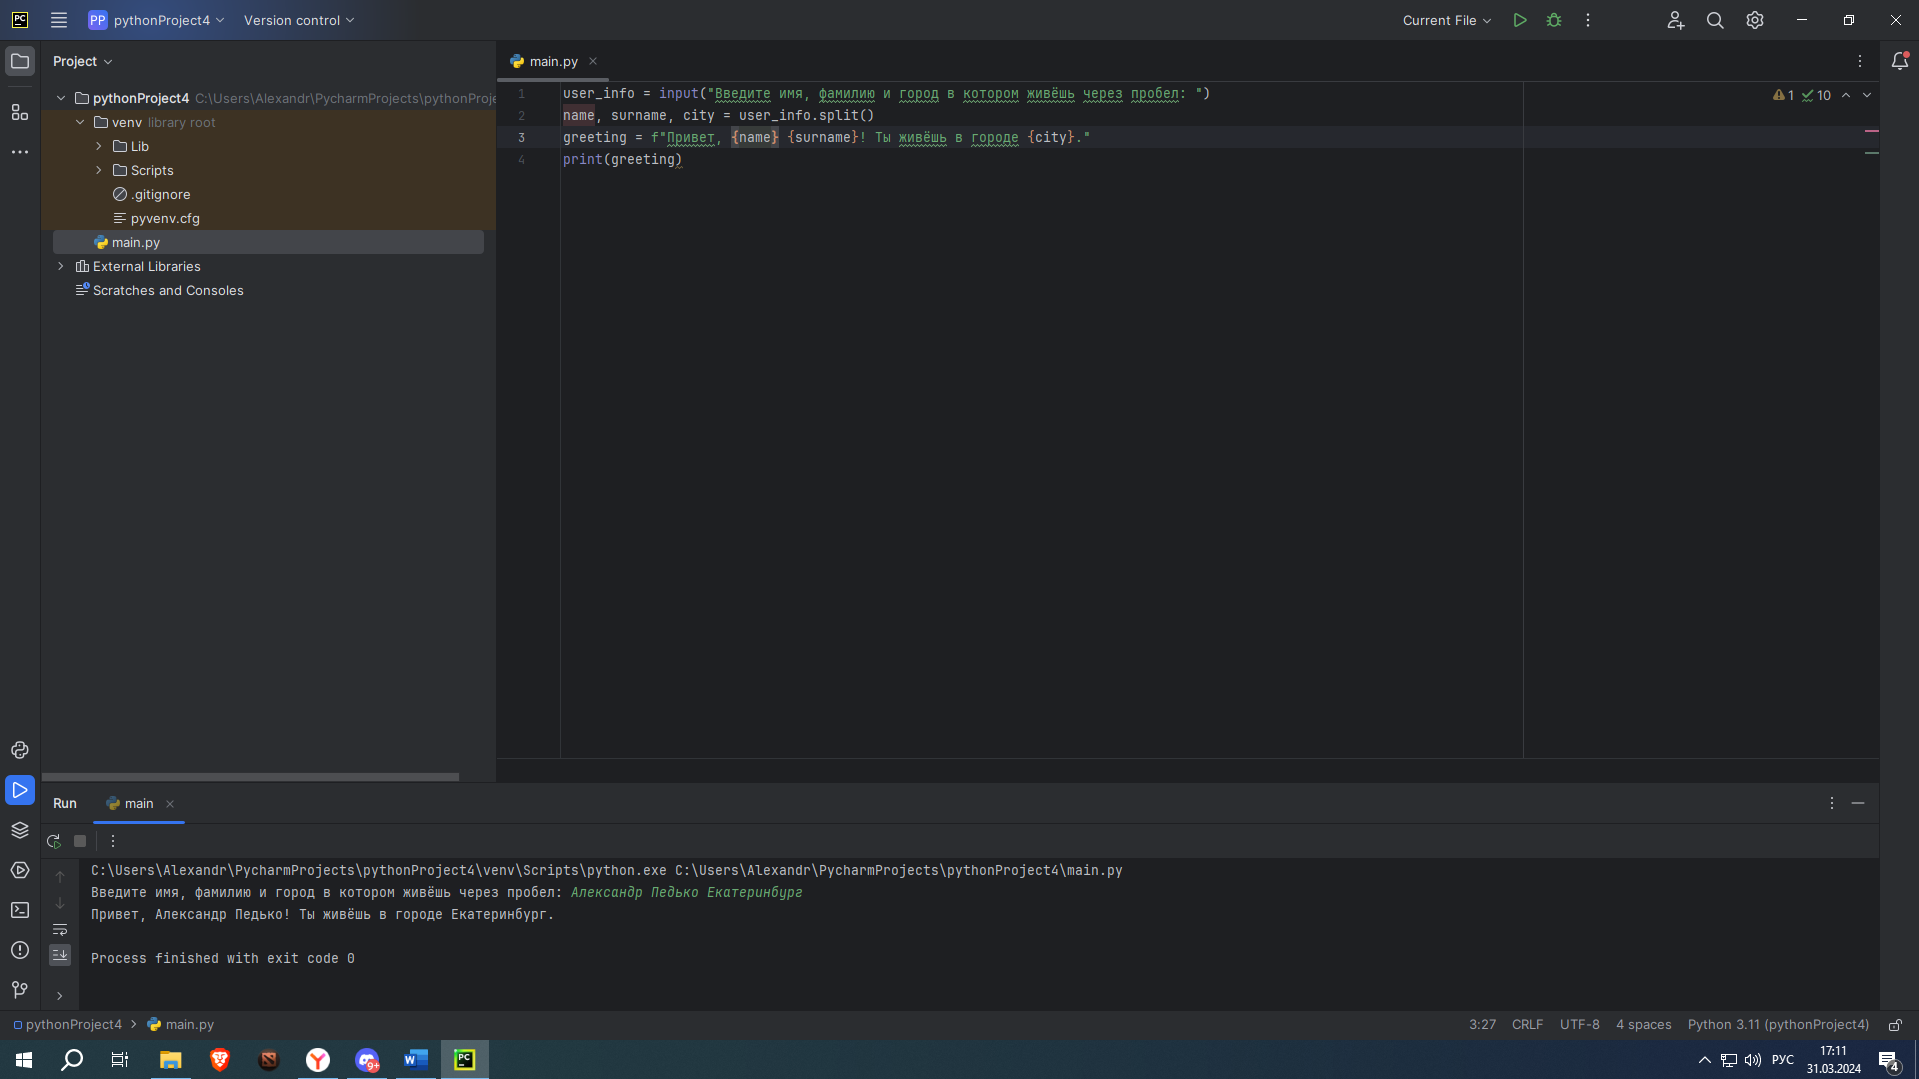 PC PP pythonProject4 Version control Current File
Project
main.py
pythonProject4 C:\Users\Alexandr\PycharmProjects\pythonProje
venv library root
Lib
Scripts
.gitignore
pyvenv.cfg
main.py
External Libraries
Scratches and Consoles
1 user_info = input("Введите имя, фамилию и город в котором живёшь через пробел: ")
2 name, surname, city = user_info.split()
3 greeting = f"Привет, {name} {surname}! Ты живёшь в городе {city}."
4 print(greeting)
1 10
Run main
C:\Users\Alexandr\PycharmProjects\pythonProject4\venv\Scripts\python.exe C:\Users\Alexandr\PycharmProjects\pythonProject4\main.py
Введите имя, фамилию и город в котором живёшь через пробел: Александр Педько Екатеринбург
Привет, Александр Педько! Ты живёшь в городе Екатеринбург.
Process finished with exit code 0
pythonProject4 main.py 3:27 CRLF UTF-8 4 spaces Python 3.11 (pythonProject4)
9+ W PC РУС 17:11
31.03.2024 4